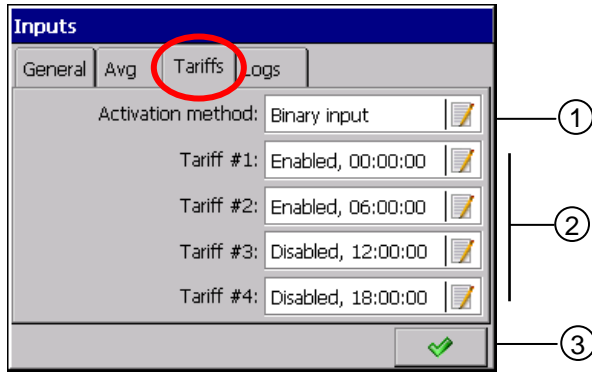 Inputs
General Avg Tariffs Logs
Activation method: Binary input ①
Tariff #1: Enabled, 00:00:00
Tariff #2: Enabled, 06:00:00
②
Tariff #3: Disabled, 12:00:00
Tariff #4: Disabled, 18:00:00
③